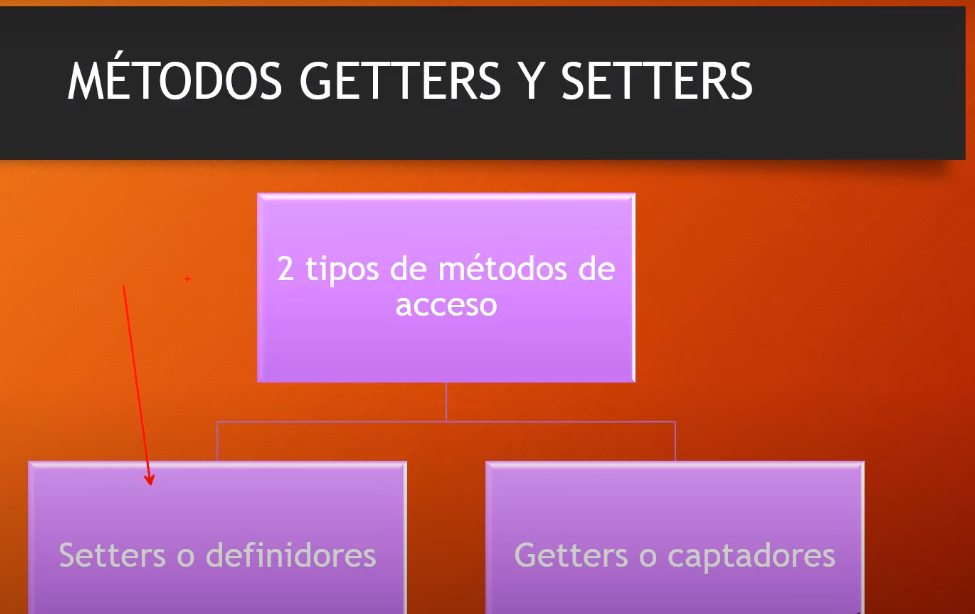 MÉTODOS GETTERS Y SETTERS
2 tipos de métodos de
acceso
Setters o definidores
Getters o captadores